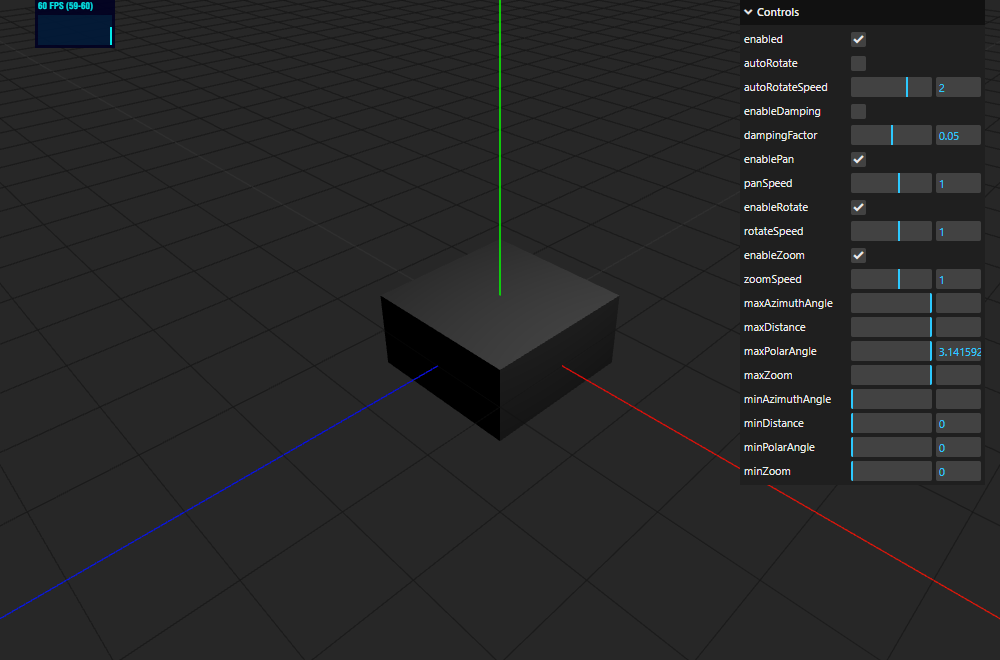 60 FPS (59-60)
Controls
enabled
autoRotate
autoRotateSpeed 2
enableDamping
dampingFactor 0.05
enablePan
panSpeed 1
enableRotate
rotateSpeed 1
enableZoom
zoomSpeed 1
maxAzimuthAngle
maxDistance
maxPolarAngle 3.141592
maxZoom
minAzimuthAngle
minDistance 0
minPolarAngle 0
minZoom 0